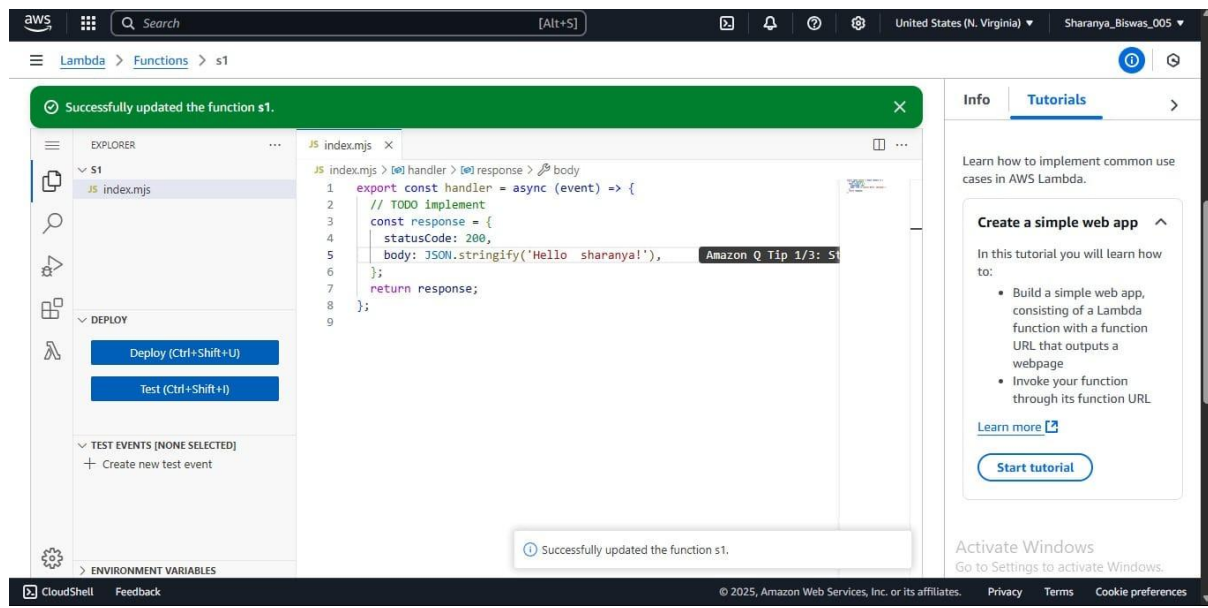 aws
Search [Alt+S] United States (N. Virginia) ▼ Sharanya_Biswas_005 ▼
Lambda > Functions > s1
Successfully updated the function s1.
Info Tutorials
EXPLORER
S1
JS index.mjs
JS index.mjs
JS index.mjs > handler > response > body
1 export const handler = async (event) => {
2 // TODO implement
3 const response = {
4 statusCode: 200,
5 body: JSON.stringify('Hello  sharanya!'), Amazon Q Tip 1/3: St
6 };
7 return response;
8 };
9
DEPLOY
Deploy (Ctrl+Shift+U)
Test (Ctrl+Shift+I)
TEST EVENTS [NONE SELECTED]
+ Create new test event
ENVIRONMENT VARIABLES
Successfully updated the function s1.
Learn how to implement common use
cases in AWS Lambda.
Create a simple web app
In this tutorial you will learn how
to:
• Build a simple web app,
consisting of a Lambda
function with a function
URL that outputs a
webpage
• Invoke your function
through its function URL
Learn more
Start tutorial
Activate Windows
Go to Settings to activate Windows.
CloudShell Feedback © 2025, Amazon Web Services, Inc. or its affiliates. Privacy Terms Cookie preferences